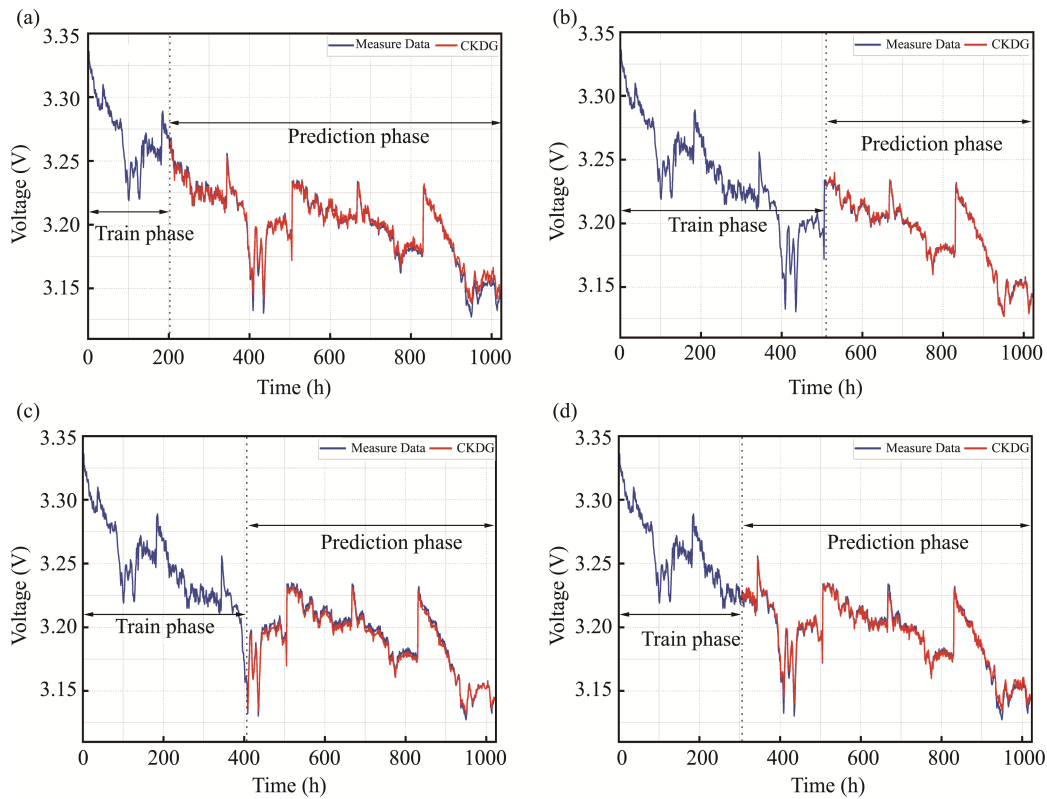 (a)
3.35
3.30
3.25
3.20
3.15
Voltage (V)
Measure Data CKDG
Prediction phase
Train phase
0 200 400 600 800 1000
Time (h)
(b)
3.35
3.30
3.25
3.20
3.15
Voltage (V)
Measure Data CKDG
Prediction phase
Train phase
0 200 400 600 800 1000
Time (h)
(c)
3.35
3.30
3.25
3.20
3.15
Voltage (V)
Measure Data CKDG
Prediction phase
Train phase
0 200 400 600 800 1000
Time (h)
(d)
3.35
3.30
3.25
3.20
3.15
Voltage (V)
Measure Data CKDG
Prediction phase
Train phase
0 200 400 600 800 1000
Time (h)